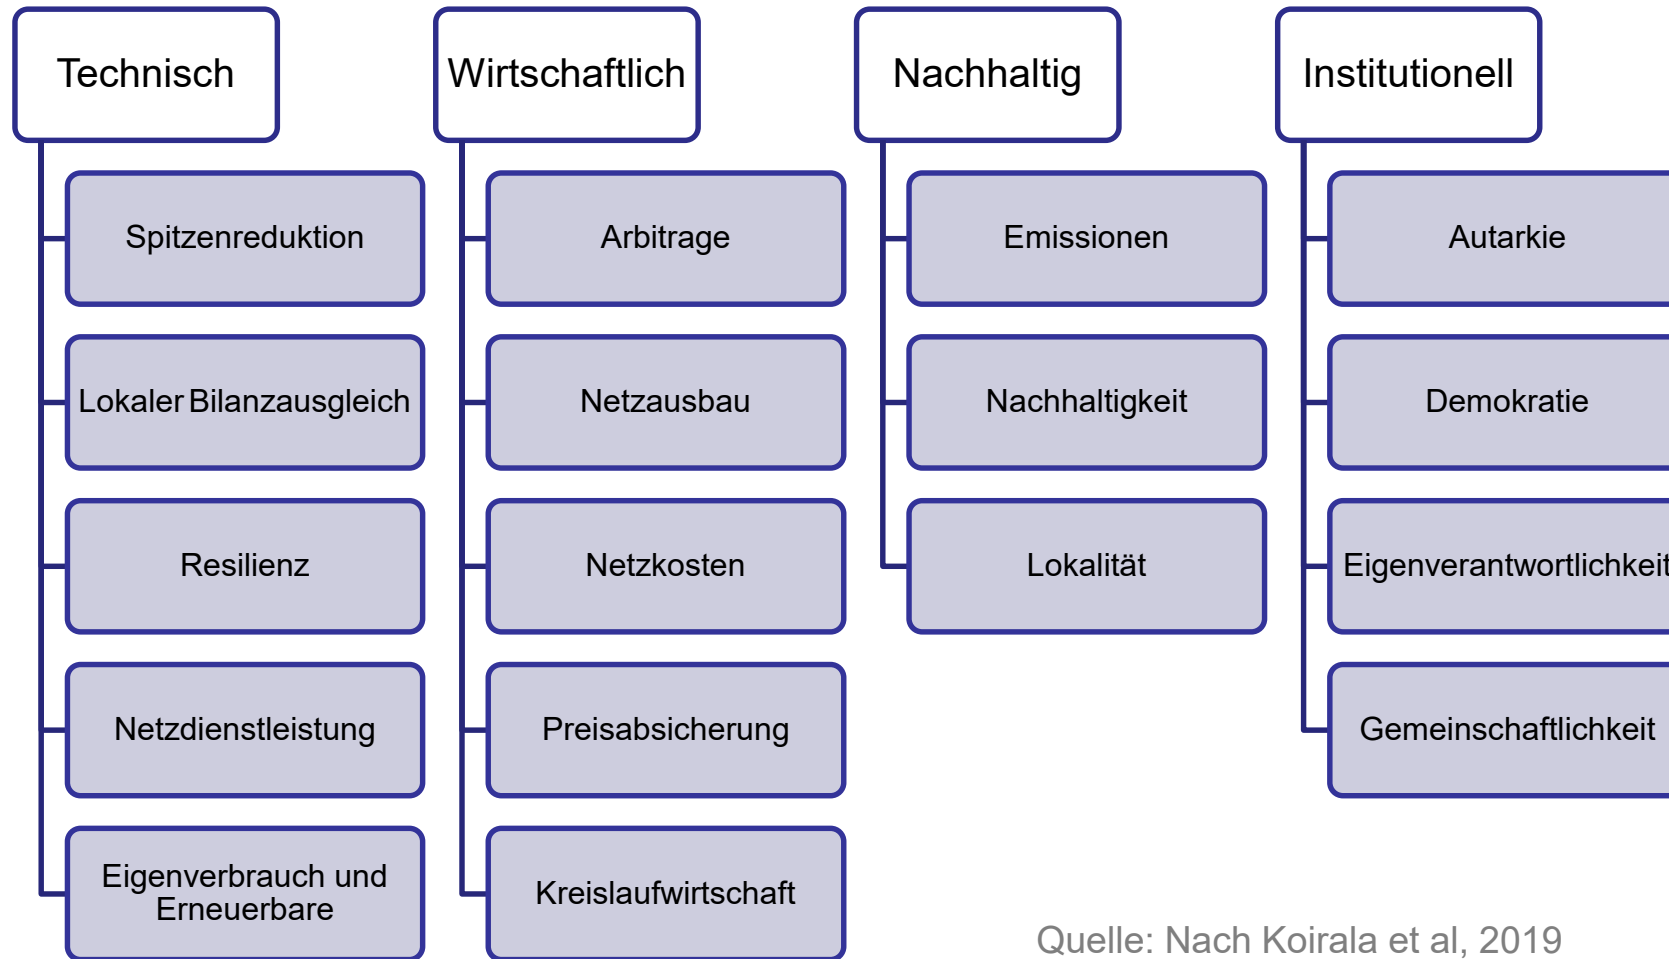 Technisch
Spitzenreduktion
Lokaler Bilanzausgleich
Resilienz
Netzdienstleistung
Eigenverbrauch und
Erneuerbare
Wirtschaftlich
Arbitrage
Netzausbau
Netzkosten
Preisabsicherung
Kreislaufwirtschaft
Nachhaltig
Emissionen
Nachhaltigkeit
Lokalität
Institutionell
Autarkie
Demokratie
Eigenverantwortlichkeit
Gemeinschaftlichkeit
Quelle: Nach Koirala et al, 2019